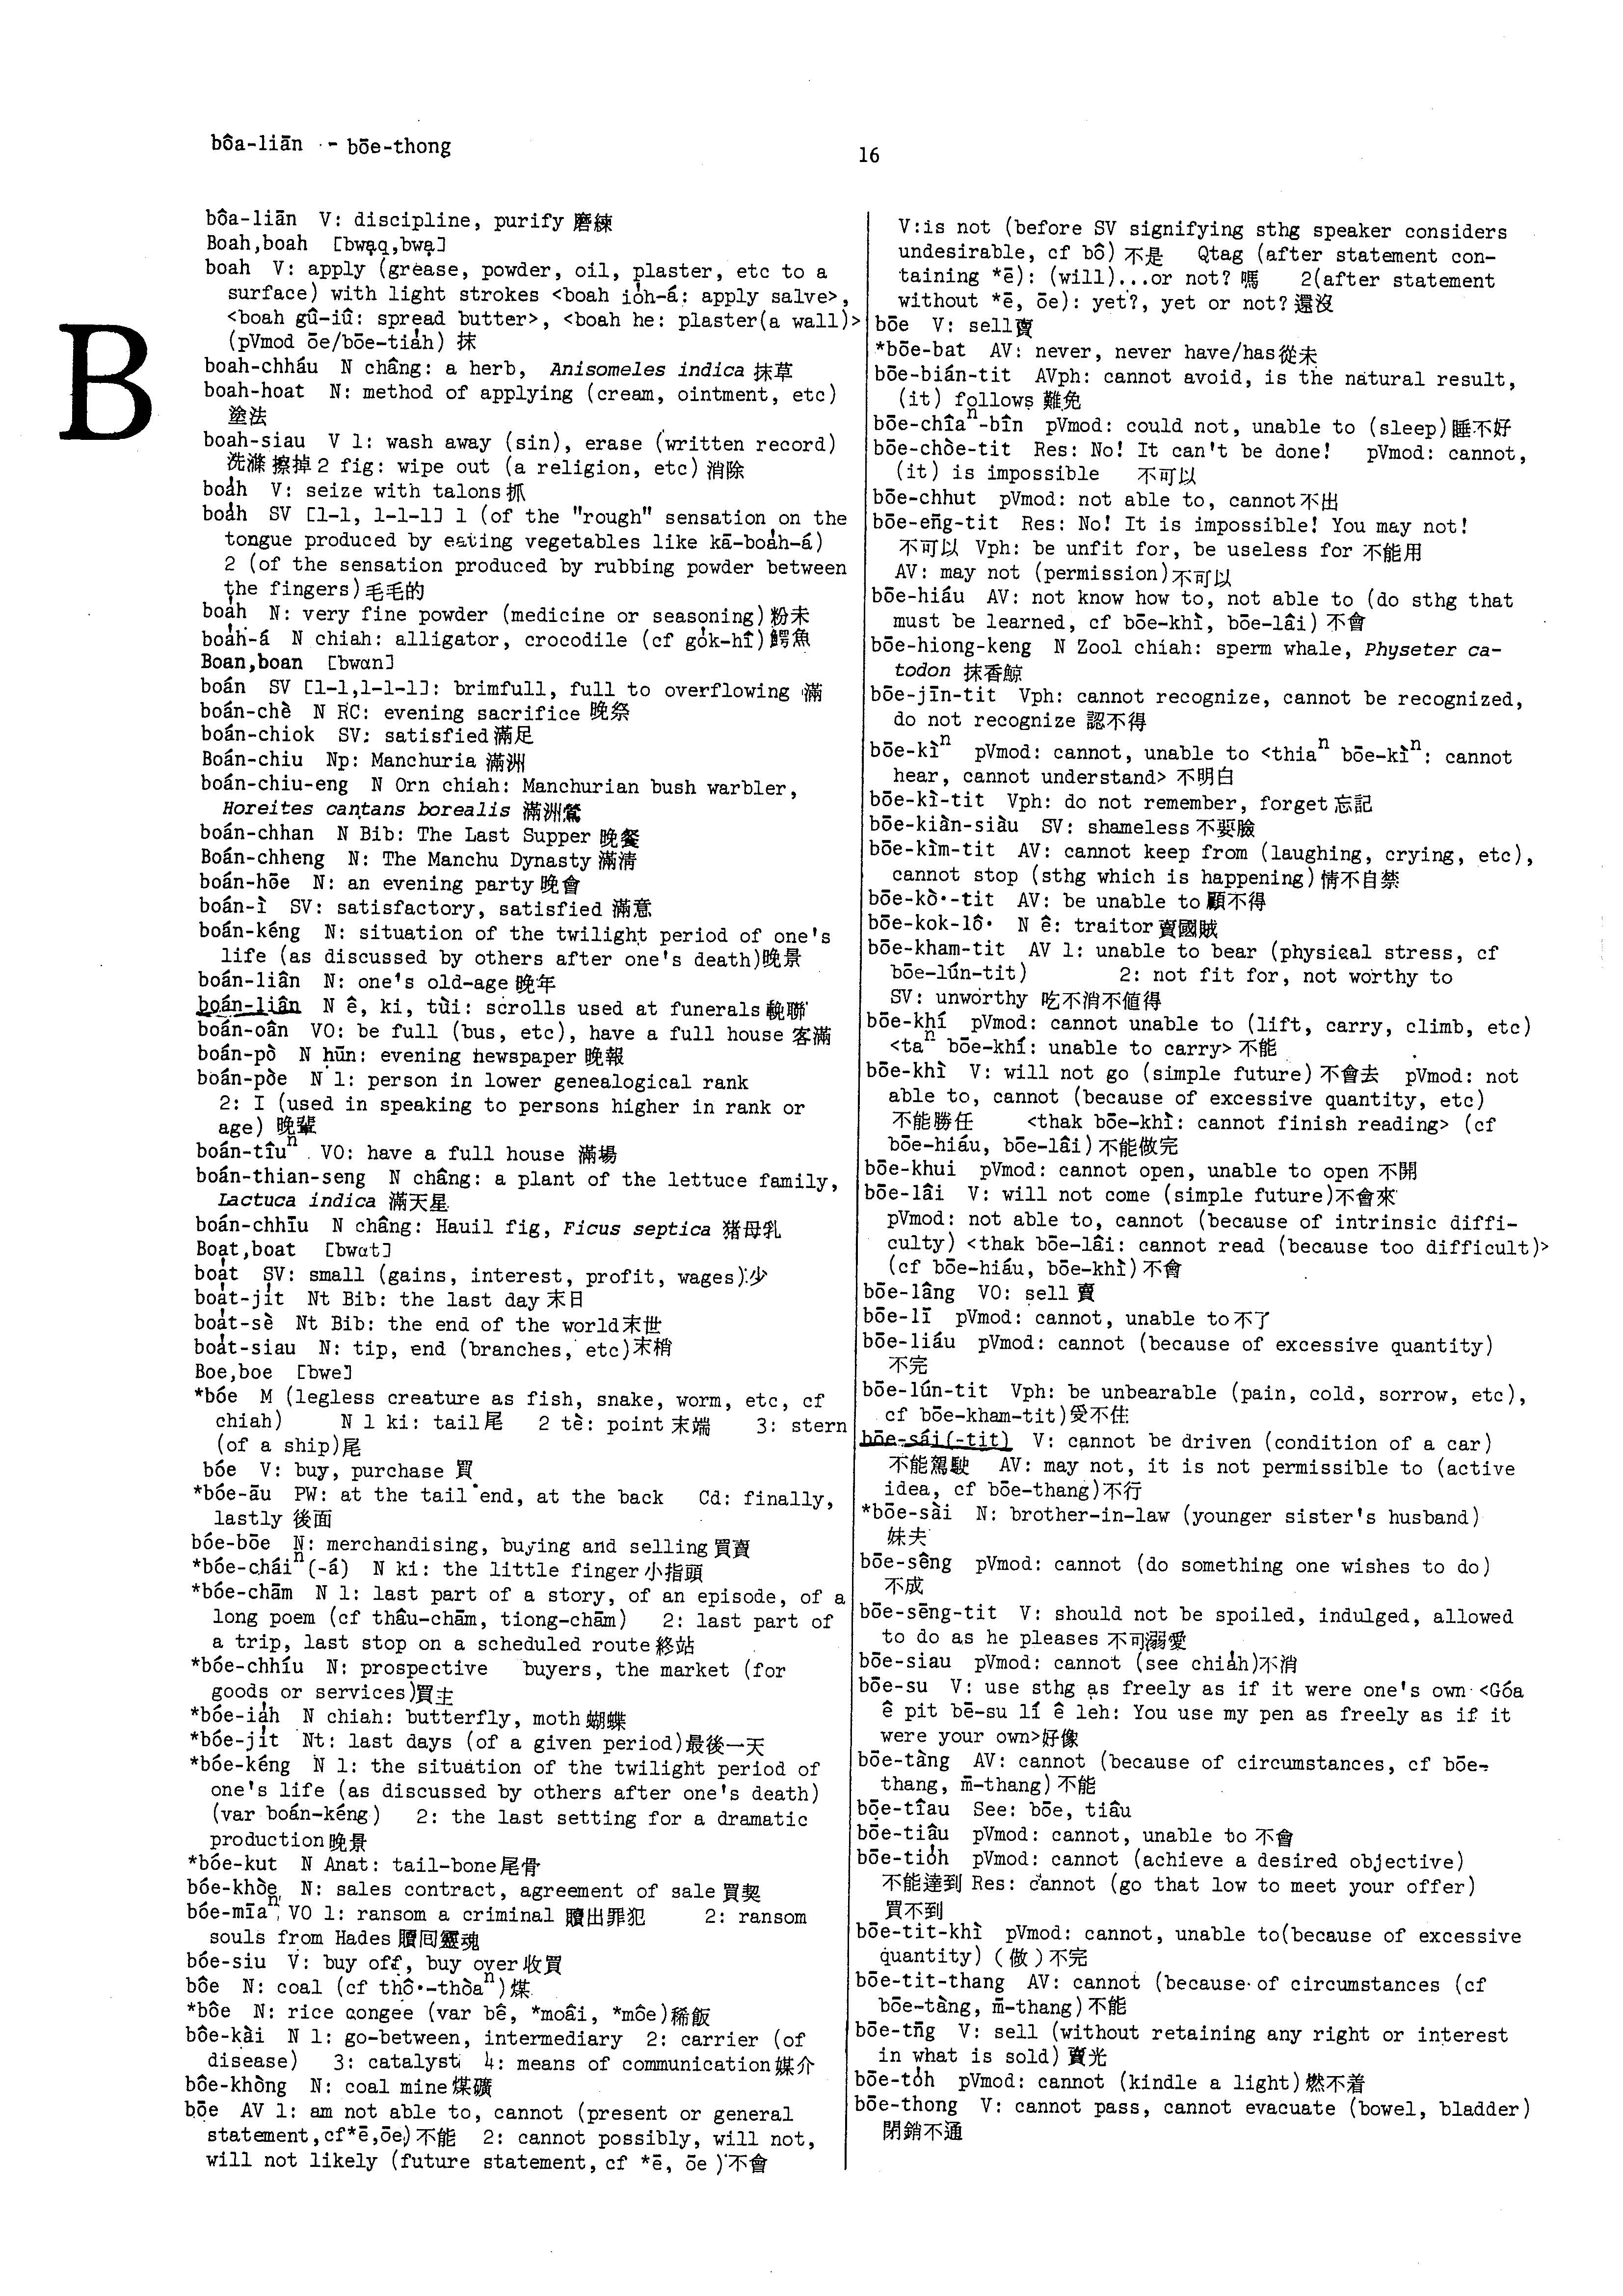 bôa-liān - bōe-thong
16
B
bôa-liān V: discipline, purify 磨練
Boah,boah [bwąq,bwą]
boah V: apply (grease, powder, oil, plaster, etc to a
surface) with light strokes <boah io̍h-á: apply salve>,
<boah gû-iû: spread butter>, <boah he: plaster(a wall)>
(pVmod ōe/bōe-tia̍h) 抹
boah-chháu N châng: a herb, Anisomeles indica 抹草
boah-hoat N: method of applying (cream, ointment, etc)
塗法
boah-siau V 1: wash away (sin), erase (written record)
洗滌 擦掉 2 fig: wipe out (a religion, etc) 消除
boa̍h V: seize with talons 抓
boa̍h SV [1-1, 1-1-1] 1 (of the "rough" sensation on the
tongue produced by eating vegetables like kā-boa̍h-á)
2 (of the sensation produced by rubbing powder between
the fingers) 毛毛的
boa̍h N: very fine powder (medicine or seasoning) 粉末
boa̍h-á N chiah: alligator, crocodile (cf go̍k-hî) 鰐魚
Boan,boan [bwɑn]
boán SV [1-1,1-1-1]: brimfull, full to overflowing 滿
boán-chè N RC: evening sacrifice 晚祭
boán-chiok SV: satisfied 滿足
Boán-chiu Np: Manchuria 滿洲
boán-chiu-eng N Orn chiah: Manchurian bush warbler,
Horeites cantans borealis 滿洲鶯
boán-chhan N Bib: The Last Supper 晚餐
Boán-chheng N: The Manchu Dynasty 滿清
boán-hōe N: an evening party 晚會
boán-ì SV: satisfactory, satisfied 滿意
boán-kéng N: situation of the twilight period of one's
life (as discussed by others after one's death) 晚景
boán-liân N: one's old-age 晚年
boán-liân N ê, ki, tùi: scrolls used at funerals 輓聯
boán-oân VO: be full (bus, etc), have a full house 客滿
boán-pò N hūn: evening newspaper 晚報
boán-pòe N 1: person in lower genealogical rank
2: I (used in speaking to persons higher in rank or
age) 晚輩
boán-tîuⁿ VO: have a full house 滿場
boán-thian-seng N châng: a plant of the lettuce family,
Lactuca indica 滿天星
boán-chhīu N châng: Hauil fig, Ficus septica 猪母乳
Boat,boat [bwɑt]
boa̍t SV: small (gains, interest, profit, wages) 少
boa̍t-ji̍t Nt Bib: the last day 末日
boa̍t-sè Nt Bib: the end of the world 末世
boa̍t-siau N: tip, end (branches, etc) 末梢
Boe,boe [bwe]
*bóe M (legless creature as fish, snake, worm, etc, cf
chiah) N 1 ki: tail 尾 2 tè: point 末端 3: stern
(of a ship) 尾
bóe V: buy, purchase 買
*bóe-āu PW: at the tail end, at the back Cd: finally,
lastly 後面
bóe-bōe N: merchandising, buying and selling 買賣
*bóe-cháiⁿ(-á) N ki: the little finger 小指頭
*bóe-chām N 1: last part of a story, of an episode, of a
long poem (cf thâu-chām, tiong-chām) 2: last part of
a trip, last stop on a scheduled route 終站
*bóe-chhíu N: prospective buyers, the market (for
goods or services) 買主
*bóe-ia̍h N chiah: butterfly, moth 蝴蝶
*bóe-ji̍t Nt: last days (of a given period) 最後一天
*bóe-kéng N 1: the situation of the twilight period of
one's life (as discussed by others after one's death)
(var boán-kéng) 2: the last setting for a dramatic
production 晚景
*bóe-kut N Anat: tail-bone 尾骨
bóe-khòe N: sales contract, agreement of sale 買契
bóe-mīaⁿ VO 1: ransom a criminal 贖出罪犯 2: ransom
souls from Hades 贖囘靈魂
bóe-siu V: buy off, buy over 收買
bôe N: coal (cf thô·-thòaⁿ) 煤
*bôe N: rice congee (var bê, *moâi, *môe) 稀飯
bôe-kài N 1: go-between, intermediary 2: carrier (of
disease) 3: catalyst 4: means of communication 媒介
bôe-khòng N: coal mine 煤礦
bōe AV 1: am not able to, cannot (present or general
statement, cf*ē, ōe) 不能 2: cannot possibly, will not,
will not likely (future statement, cf *ē, ōe ) 不會
V:is not (before SV signifying sthg speaker considers
undesirable, cf bô) 不是 Qtag (after statement con-
taining *ē): (will)...or not? 嗎 2(after statement
without *ē, ōe): yet?, yet or not? 還沒
bōe V: sell 賣
*bōe-bat AV: never, never have/has 從未
bōe-bián-tit AVph: cannot avoid, is the natural result,
(it) follows 難免
bōe-chîaⁿ-bîn pVmod: could not, unable to (sleep) 睡不好
bōe-chòe-tit Res: No! It can't be done! pVmod: cannot,
(it) is impossible 不可以
bōe-chhut pVmod: not able to, cannot 不出
bōe-ēng-tit Res: No! It is impossible! You may not!
不可以 Vph: be unfit for, be useless for 不能用
AV: may not (permission) 不可以
bōe-hiáu AV: not know how to, not able to (do sthg that
must be learned, cf bōe-khì, bōe-lâi) 不會
bōe-hiong-keng N Zool chiah: sperm whale, Physeter ca-
todon 抹香鯨
bōe-jīn-tit Vph: cannot recognize, cannot be recognized,
do not recognize 認不得
bōe-kìⁿ pVmod: cannot, unable to <thiaⁿ bōe-kìⁿ: cannot
hear, cannot understand> 不明白
bōe-kì-tit Vph: do not remember, forget 忘記
bōe-kiàn-siàu SV: shameless 不要臉
bōe-kìm-tit AV: cannot keep from (laughing, crying, etc),
cannot stop (sthg which is happening) 情不自禁
bōe-kò·-tit AV: be unable to 顧不得
bōe-kok-lô· N ê: traitor 賣國賊
bōe-kham-tit AV 1: unable to bear (physical stress, cf
bōe-lún-tit) 2: not fit for, not worthy to
SV: unworthy 吃不消不値得
bōe-khí pVmod: cannot unable to (lift, carry, climb, etc)
<taⁿ bōe-khí: unable to carry> 不能
bōe-khì V: will not go (simple future) 不會去 pVmod: not
able to, cannot (because of excessive quantity, etc)
不能勝任 <thak bōe-khì: cannot finish reading> (cf
bōe-hiáu, bōe-lâi) 不能做完
bōe-khui pVmod: cannot open, unable to open 不開
bōe-lâi V: will not come (simple future) 不會來
pVmod: not able to, cannot (because of intrinsic diffi-
culty) <thak bōe-lâi: cannot read (because too difficult)>
(cf bōe-hiáu, bōe-khì) 不會
bōe-lâng VO: sell 賣
bōe-lī pVmod: cannot, unable to 不了
bōe-liáu pVmod: cannot (because of excessive quantity)
不完
bōe-lún-tit Vph: be unbearable (pain, cold, sorrow, etc),
cf bōe-kham-tit) 受不住
bōe-sái(-tit) V: cannot be driven (condition of a car)
不能駕駛 AV: may not, it is not permissible to (active
idea, cf bōe-thang) 不行
*bōe-sài N: brother-in-law (younger sister's husband)
妹夫
bōe-sêng pVmod: cannot (do something one wishes to do)
不成
bōe-sēng-tit V: should not be spoiled, indulged, allowed
to do as he pleases 不可溺愛
bōe-siau pVmod: cannot (see chia̍h) 不消
bōe-su V: use sthg as freely as if it were one's own <Góa
ê pit bē-su lí ê leh: You use my pen as freely as if it
were your own> 好像
bōe-tàng AV: cannot (because of circumstances, cf bōe-
thang, m̄-thang) 不能
bōe-tîau See: bōe, tiâu
bōe-tiâu pVmod: cannot, unable to 不會
bōe-tio̍h pVmod: cannot (achieve a desired objective)
不能達到 Res: cannot (go that low to meet your offer)
買不到
bōe-tit-khì pVmod: cannot, unable to(because of excessive
quantity) ( 做 ) 不完
bōe-tit-thang AV: cannot (because of circumstances (cf
bōe-tàng, m̄-thang) 不能
bōe-tn̄g V: sell (without retaining any right or interest
in what is sold) 賣光
bōe-to̍h pVmod: cannot (kindle a light) 燃不着
bōe-thong V: cannot pass, cannot evacuate (bowel, bladder)
閉銷不通